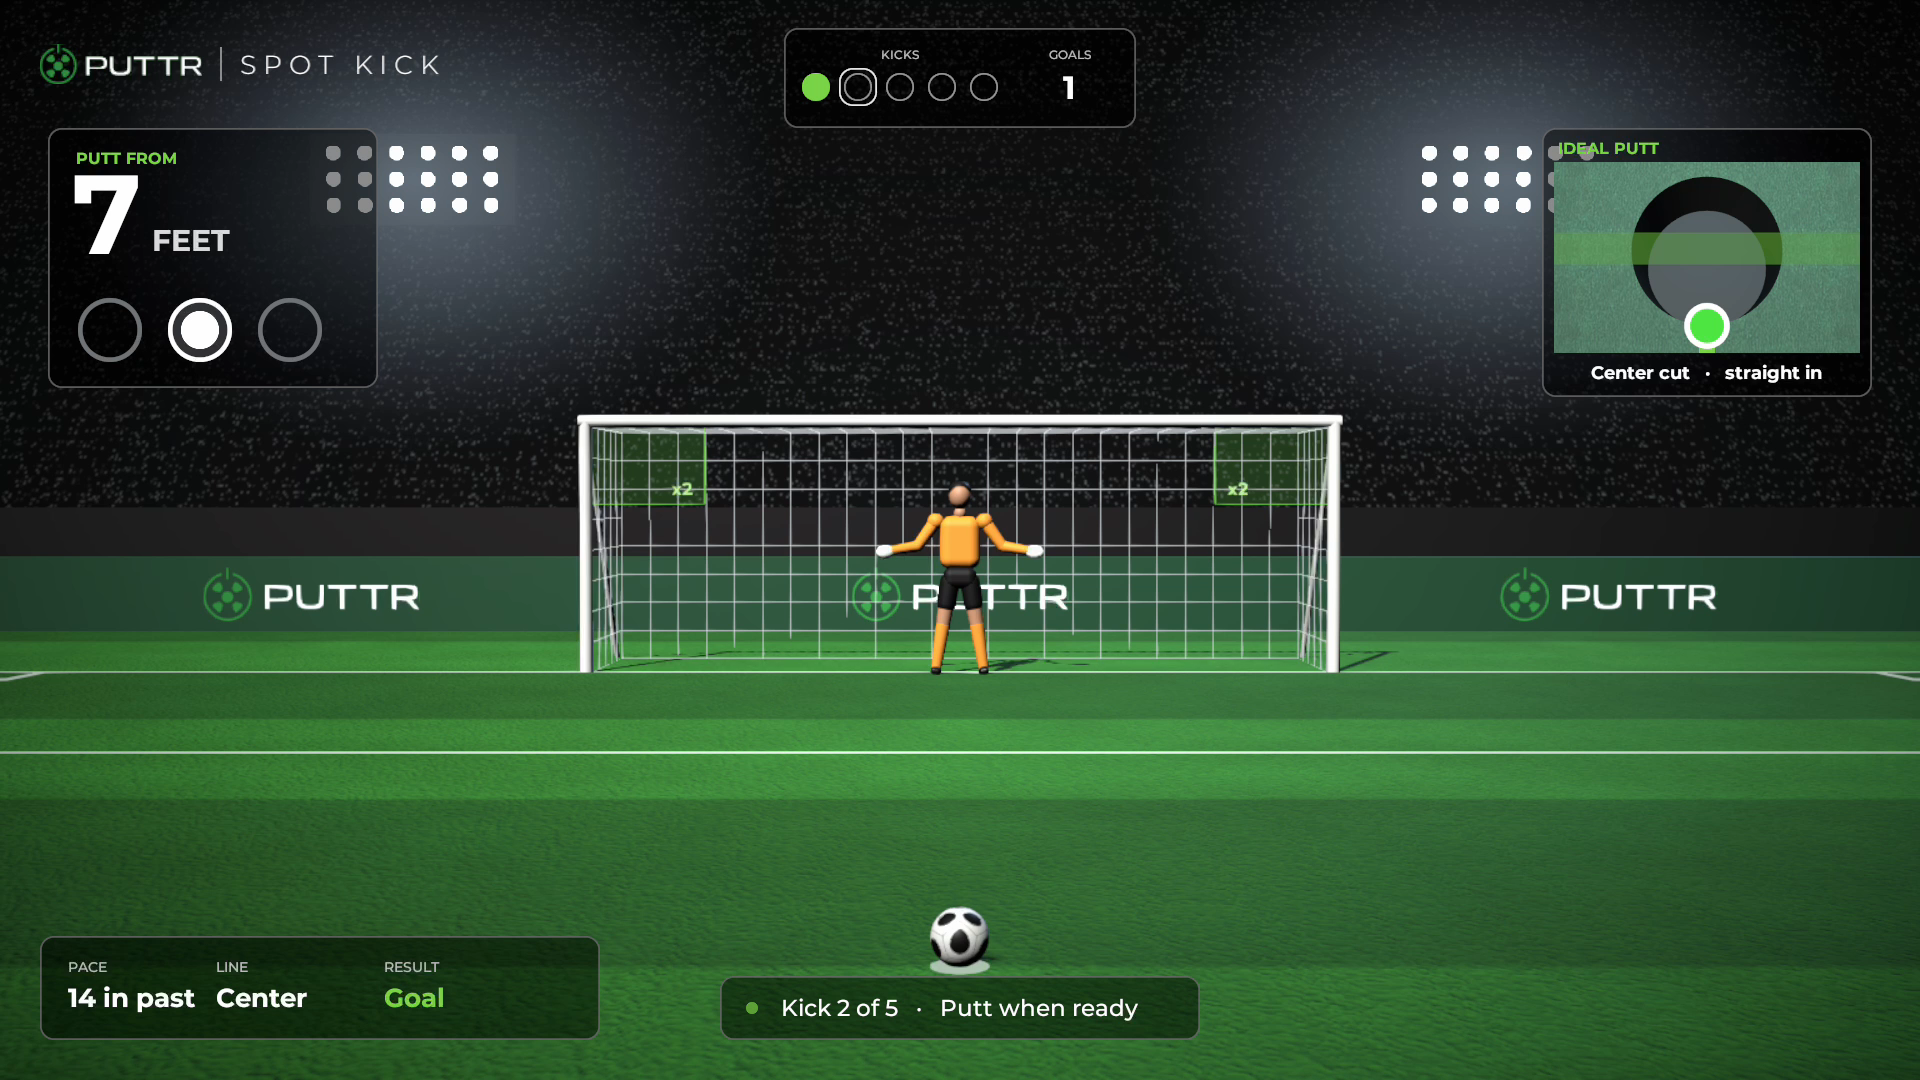 PUTTR SPOT KICK
KICKS GOALS
1
PUTT FROM
7 FEET
IDEAL PUTT
Center cut · straight in
x2 x2
PUTTR PUTTR PUTTR
PACE LINE RESULT
14 in past Center Goal
Kick 2 of 5 · Putt when ready